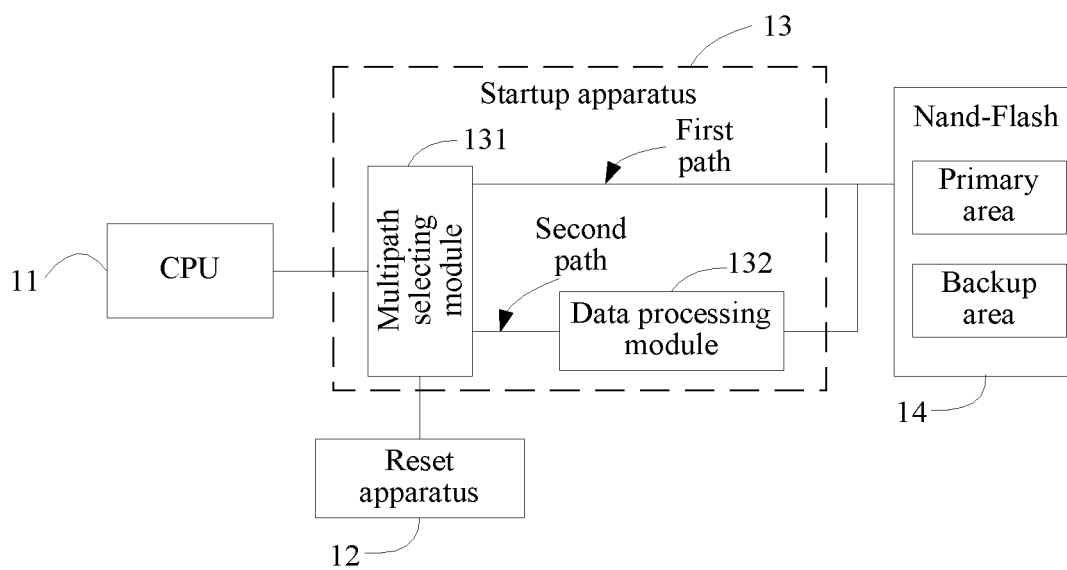 13
Startup apparatus
131
First
path
Nand-Flash
Primary
area
Multipath
selecting
module
Second
path
132
11
CPU
Data processing
module
Backup
area
14
Reset
apparatus
12